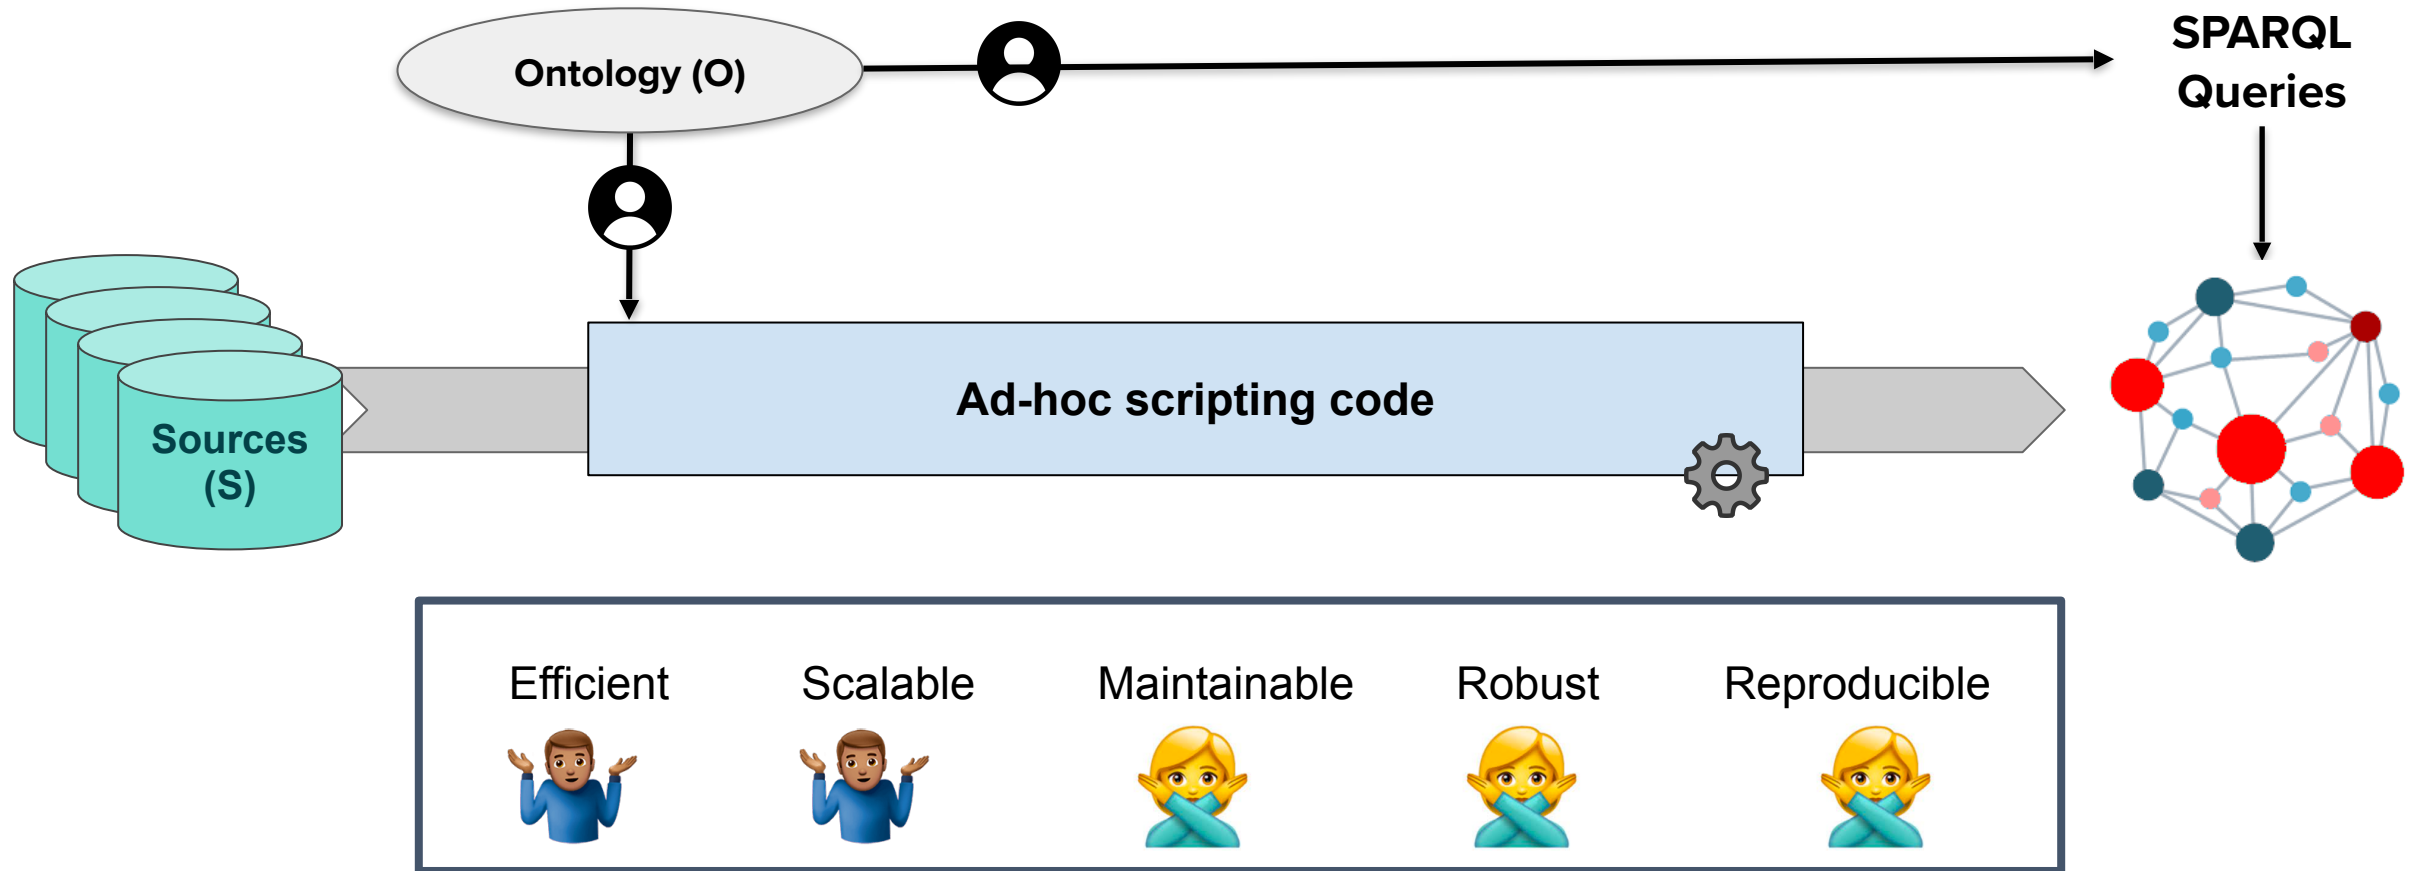 Ontology (O)
SPARQL
Queries
Sources
(S)
Ad-hoc scripting code
Efficient
Scalable
Maintainable
Robust
Reproducible